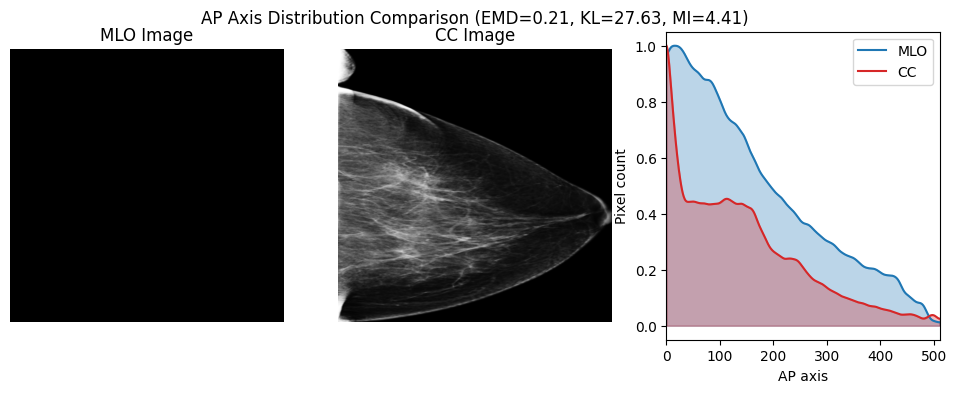 AP Axis Distribution Comparison (EMD=0.21, KL=27.63, MI=4.41)
MLO Image
CC Image
MLO
CC
Pixel count
1.0
0.8
0.6
0.4
0.2
0.0
0 100 200 300 400 500
AP axis